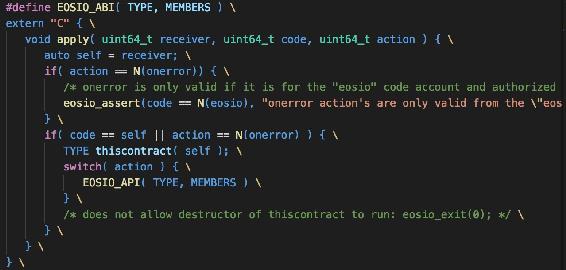 #define EOSIO_ABI( TYPE, MEMBERS ) \
extern "C" { \
   void apply( uint64_t receiver, uint64_t code, uint64_t action ) { \
      auto self = receiver; \
      if( action == N(onerror)) { \
         /* onerror is only valid if it is for the "eosio" code account and authorized
         eosio_assert(code == N(eosio), "onerror action's are only valid from the \"eos
      } \
      if( code == self || action == N(onerror) ) { \
         TYPE thiscontract( self ); \
         switch( action ) { \
            EOSIO_API( TYPE, MEMBERS ) \
         } \
         /* does not allow destructor of thiscontract to run: eosio_exit(0); */ \
      } \
   } \
} \